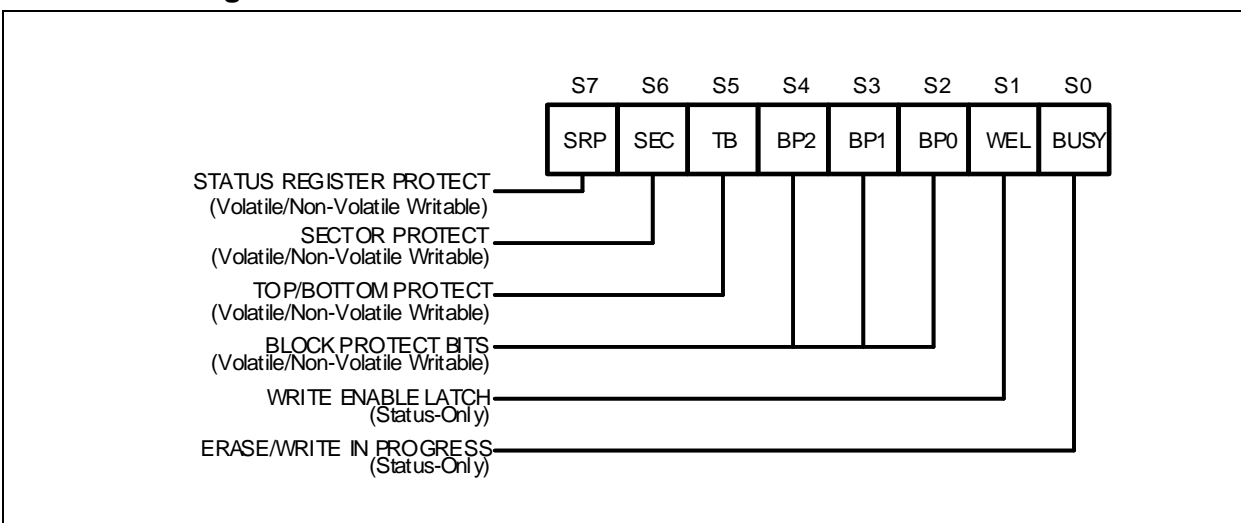 S7 S6 S5 S4 S3 S2 S1 S0
SRP SEC TB BP2 BP1 BP0 WEL BUSY
STATUS REGISTER PROTECT
(Volatile/Non-Volatile Writable)
SECTOR PROTECT
(Volatile/Non-Volatile Writable)
TOP/BOTTOM PROTECT
(Volatile/Non-Volatile Writable)
BLOCK PROTECT BITS
(Volatile/Non-Volatile Writable)
WRITE ENABLE LATCH
(Status-Only)
ERASE/WRITE IN PROGRESS
(Status-Only)